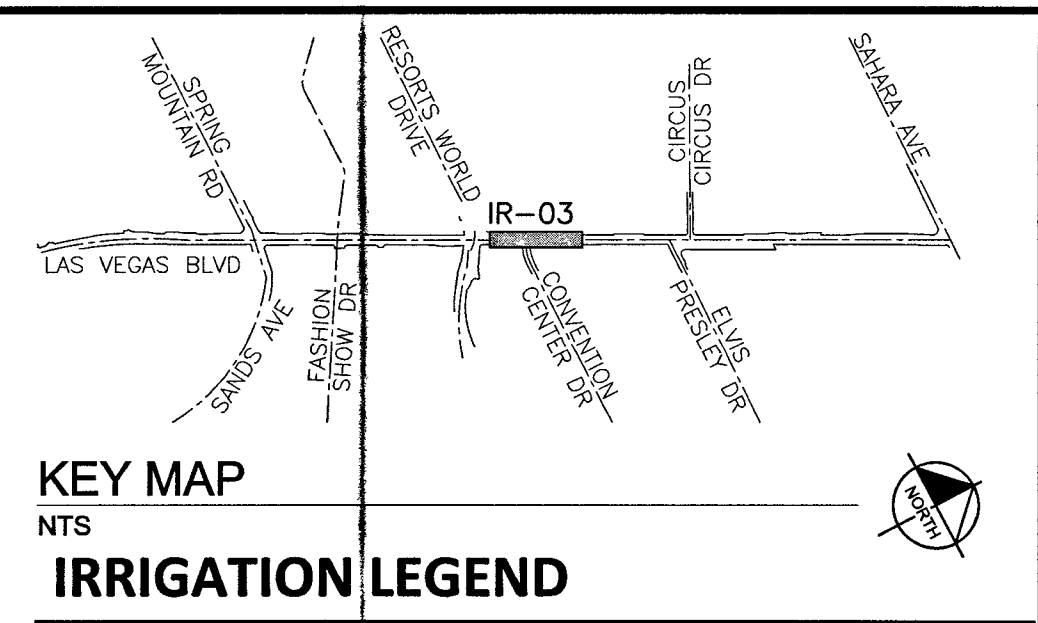 SPRING
MOUNTAIN RD
RESORTS WORLD
DRIVE
CIRCUS
CIRCUS DR
SAHARA AVE
IR-03
LAS VEGAS BLVD
SANDS AVE
FASHION
SHOW DR
CONVENTION
CENTER DR
ELVIS
PRESLEY DR
KEY MAP
NTS
NORTH
IRRIGATION LEGEND